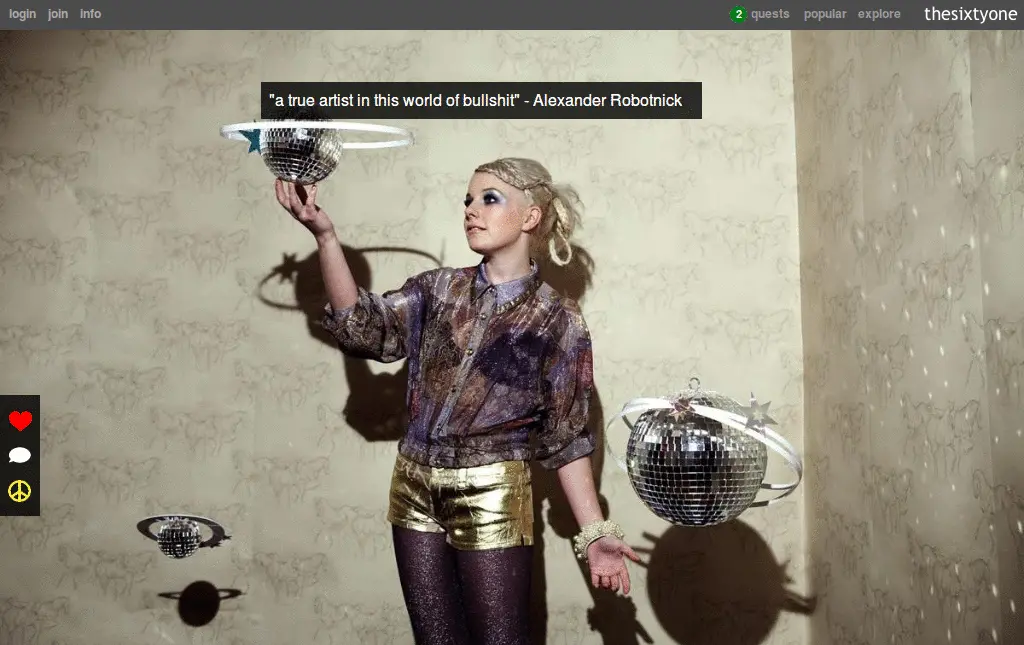 login join info
2 quests popular explore thesixtyone
"a true artist in this world of bullshit" - Alexander Robotnick